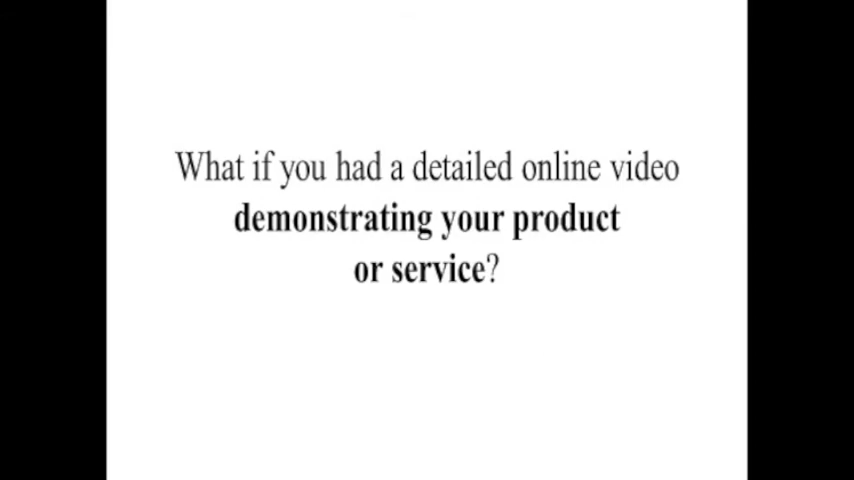 What if you had a detailed online video
demonstrating your product
or service?